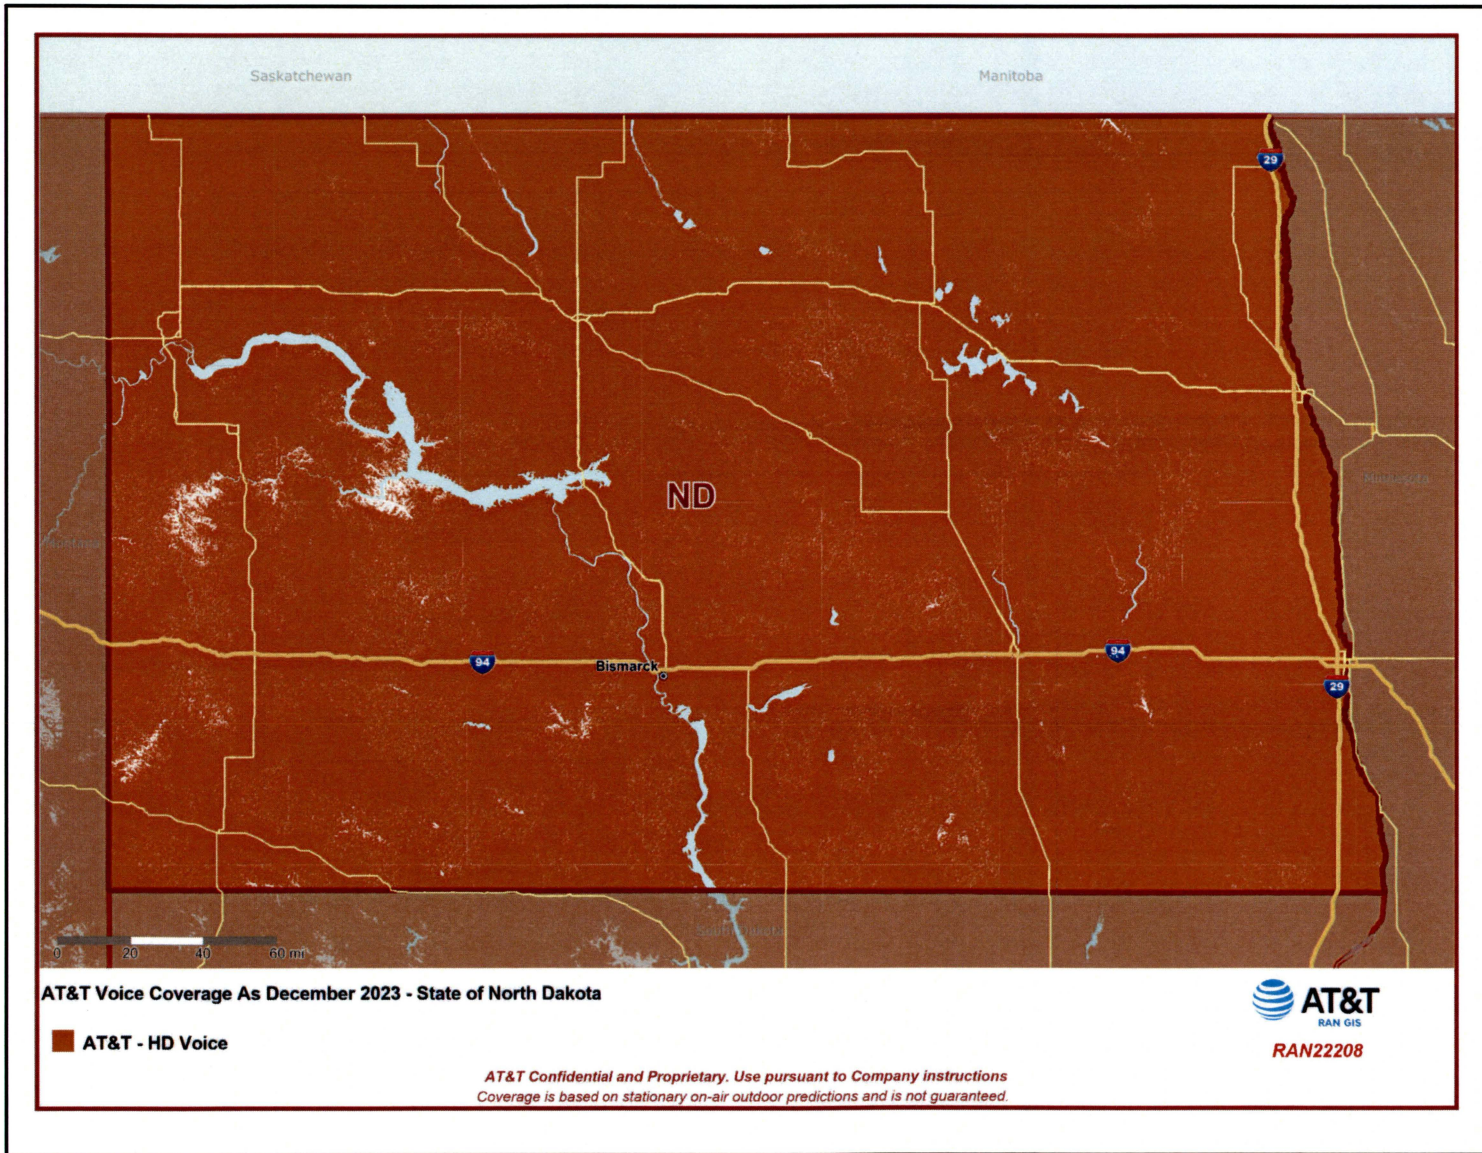 Saskatchewan
Manitoba
29
ND
Minnesota
Montana
94
Bismarck
94
29
South Dakota
0 20 40 60 mi
AT&T Voice Coverage As December 2023 - State of North Dakota
AT&T
RAN GIS
AT&T - HD Voice
RAN22208
AT&T Confidential and Proprietary. Use pursuant to Company instructions
Coverage is based on stationary on-air outdoor predictions and is not guaranteed.